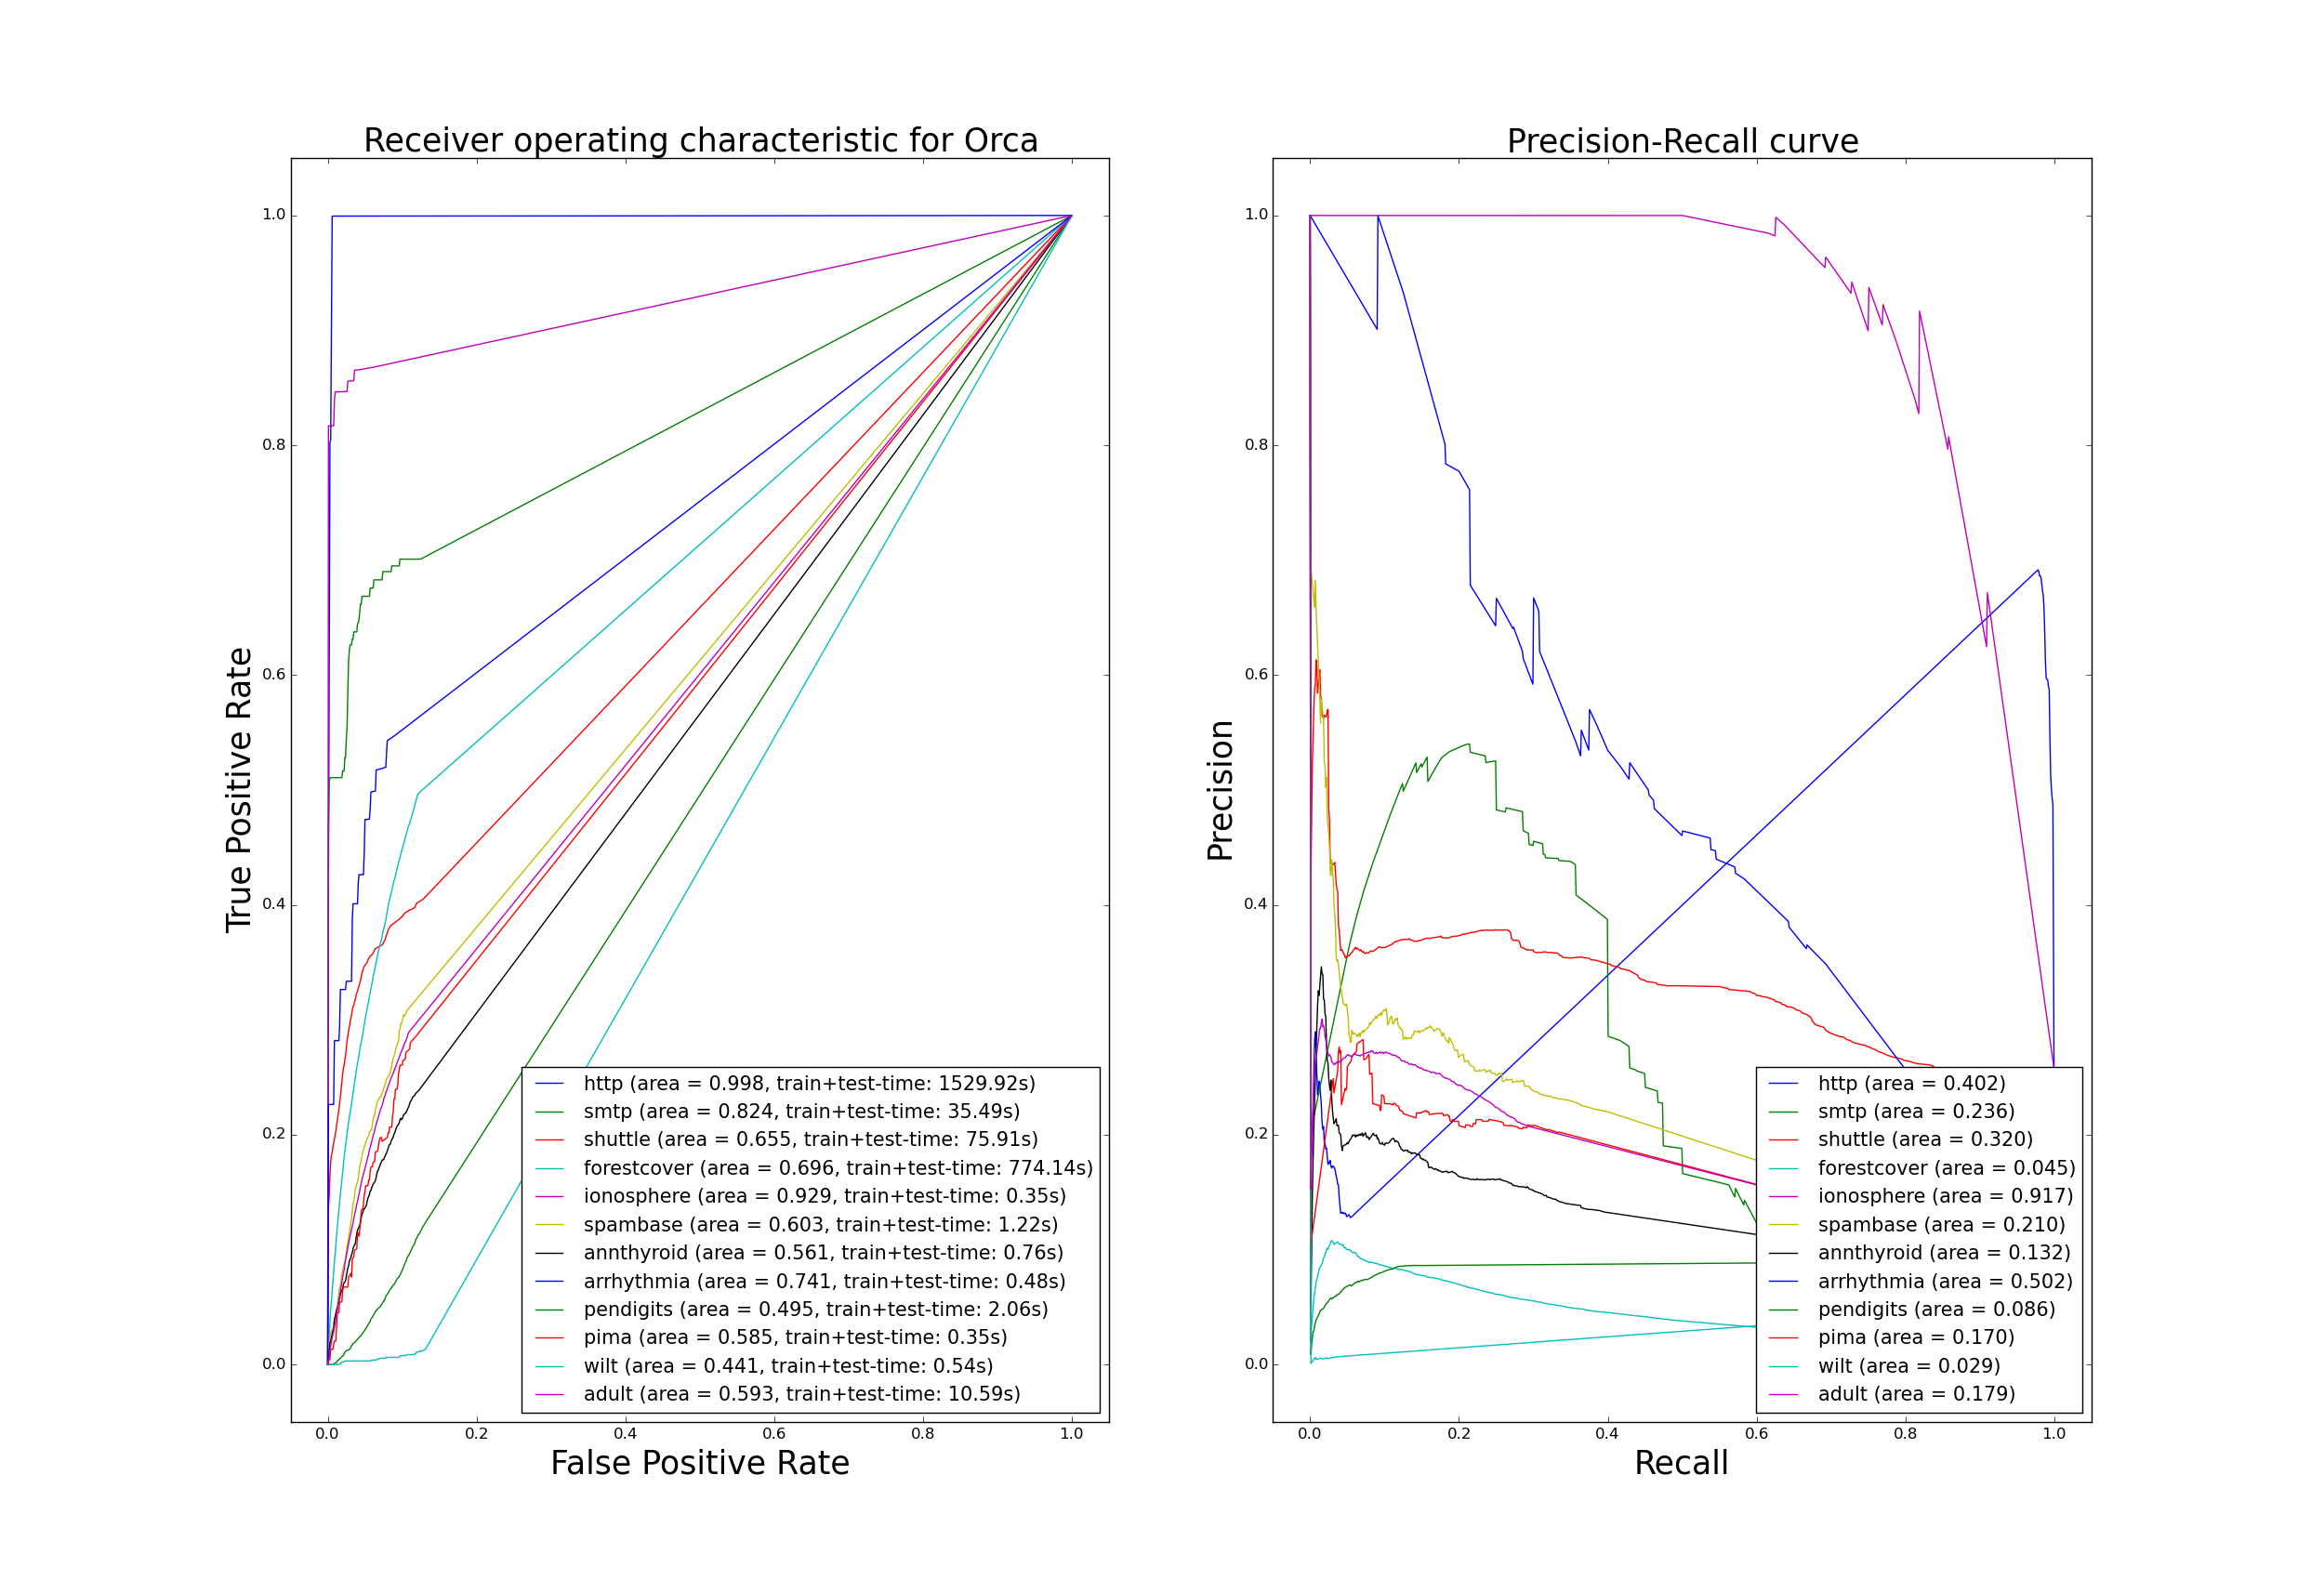 Receiver operating characteristic for Orca
1.0
0.8
0.6
0.4
0.2
0.0
True Positive Rate
http (area = 0.998, train+test-time: 1529.92s)
smtp (area = 0.824, train+test-time: 35.49s)
shuttle (area = 0.655, train+test-time: 75.91s)
forestcover (area = 0.696, train+test-time: 774.14s)
ionosphere (area = 0.929, train+test-time: 0.35s)
spambase (area = 0.603, train+test-time: 1.22s)
annthyroid (area = 0.561, train+test-time: 0.76s)
arrhythmia (area = 0.741, train+test-time: 0.48s)
pendigits (area = 0.495, train+test-time: 2.06s)
pima (area = 0.585, train+test-time: 0.35s)
wilt (area = 0.441, train+test-time: 0.54s)
adult (area = 0.593, train+test-time: 10.59s)
0.0 0.2 0.4 0.6 0.8 1.0
False Positive Rate
Precision-Recall curve
1.0
0.8
0.6
0.4
0.2
0.0
Precision
http (area = 0.402)
smtp (area = 0.236)
shuttle (area = 0.320)
forestcover (area = 0.045)
ionosphere (area = 0.917)
spambase (area = 0.210)
annthyroid (area = 0.132)
arrhythmia (area = 0.502)
pendigits (area = 0.086)
pima (area = 0.170)
wilt (area = 0.029)
adult (area = 0.179)
0.0 0.2 0.4 0.6 0.8 1.0
Recall